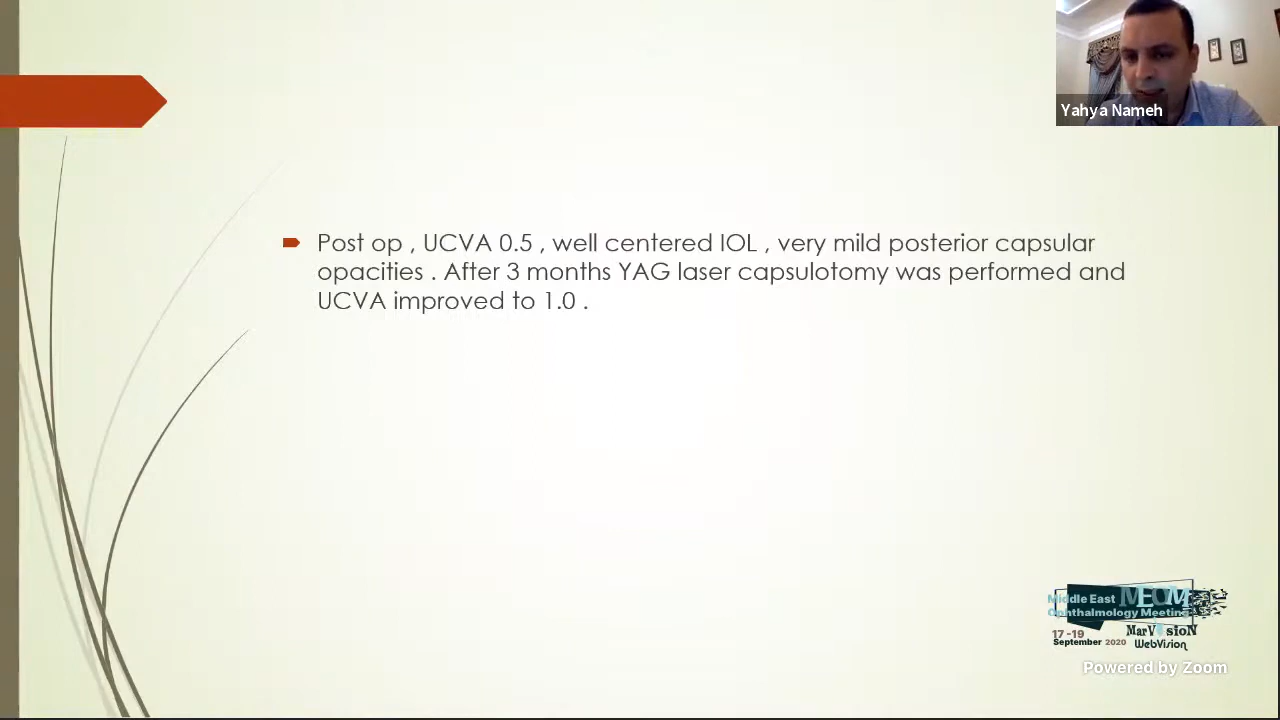 Yahya Nameh
Post op , UCVA 0.5 , well centered IOL , very mild posterior capsular
opacities . After 3 months YAG laser capsulotomy was performed and
UCVA improved to 1.0 .
Middle East MEOM
Ophthalmology Meeting
17-19 MarVisioN
September 2020 WebVision
Powered by Zoom